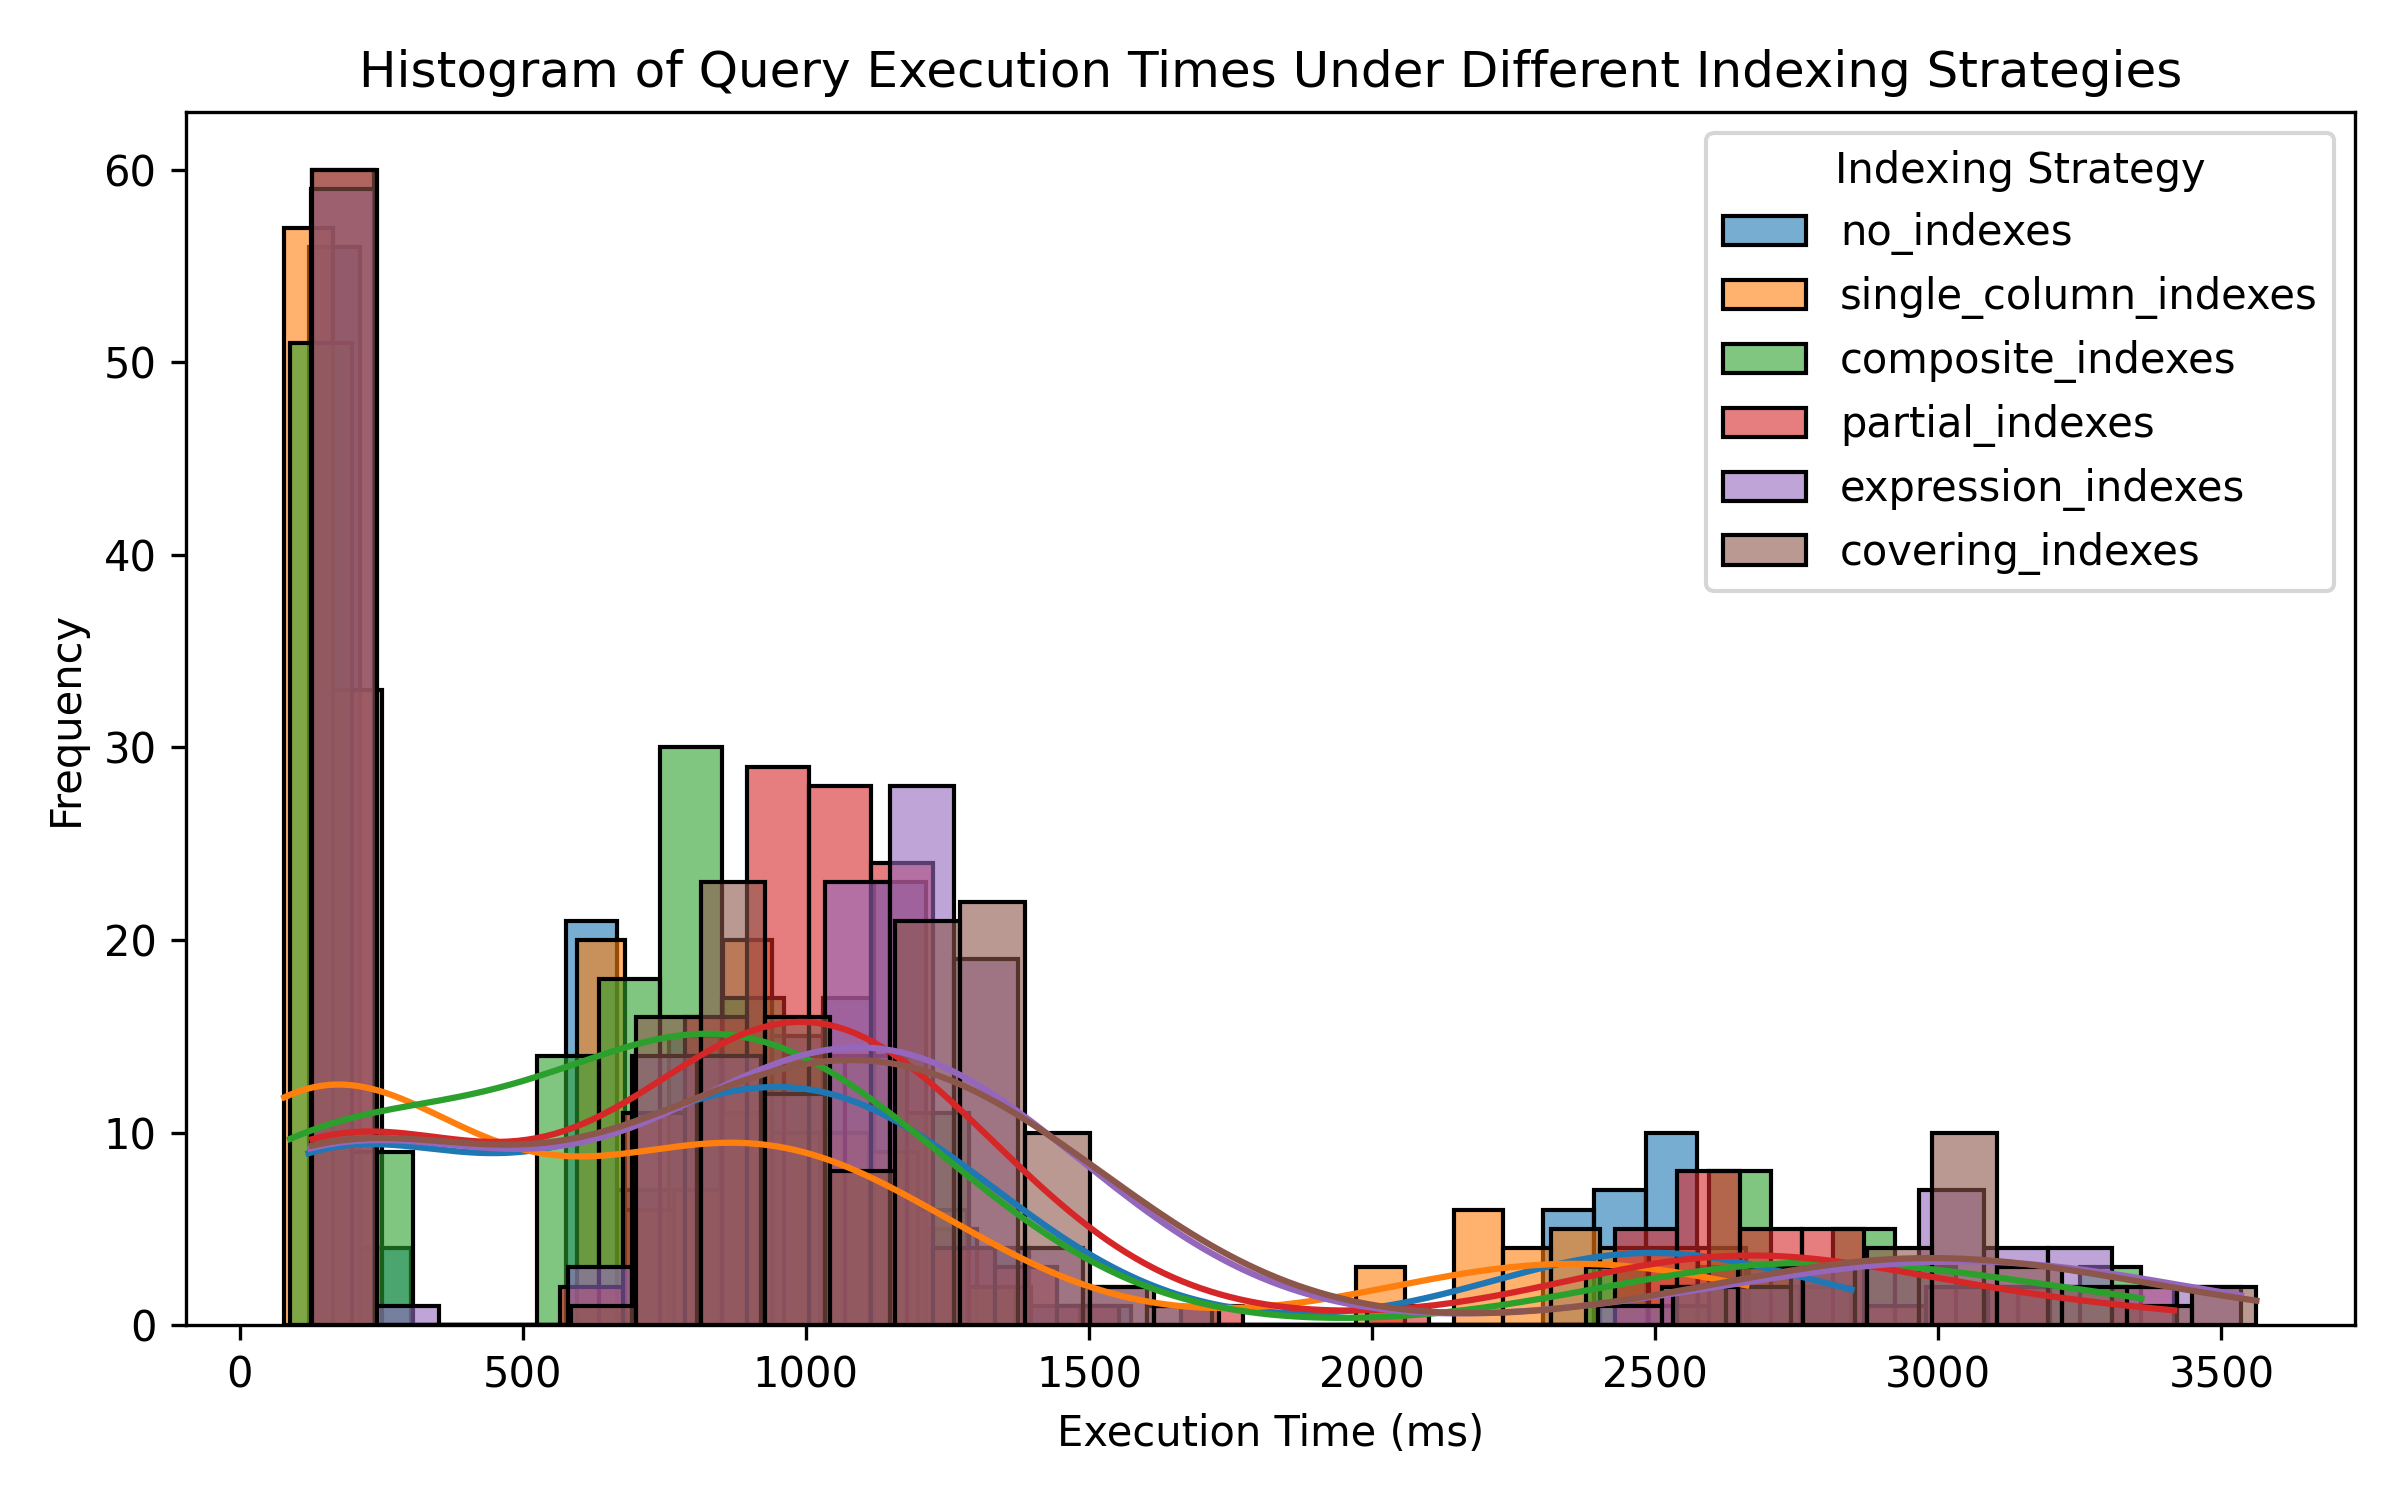 Histogram of Query Execution Times Under Different Indexing Strategies
Indexing Strategy
no_indexes
single_column_indexes
composite_indexes
partial_indexes
expression_indexes
covering_indexes
Frequency
60
50
40
30
20
10
0
0 500 1000 1500 2000 2500 3000 3500
Execution Time (ms)